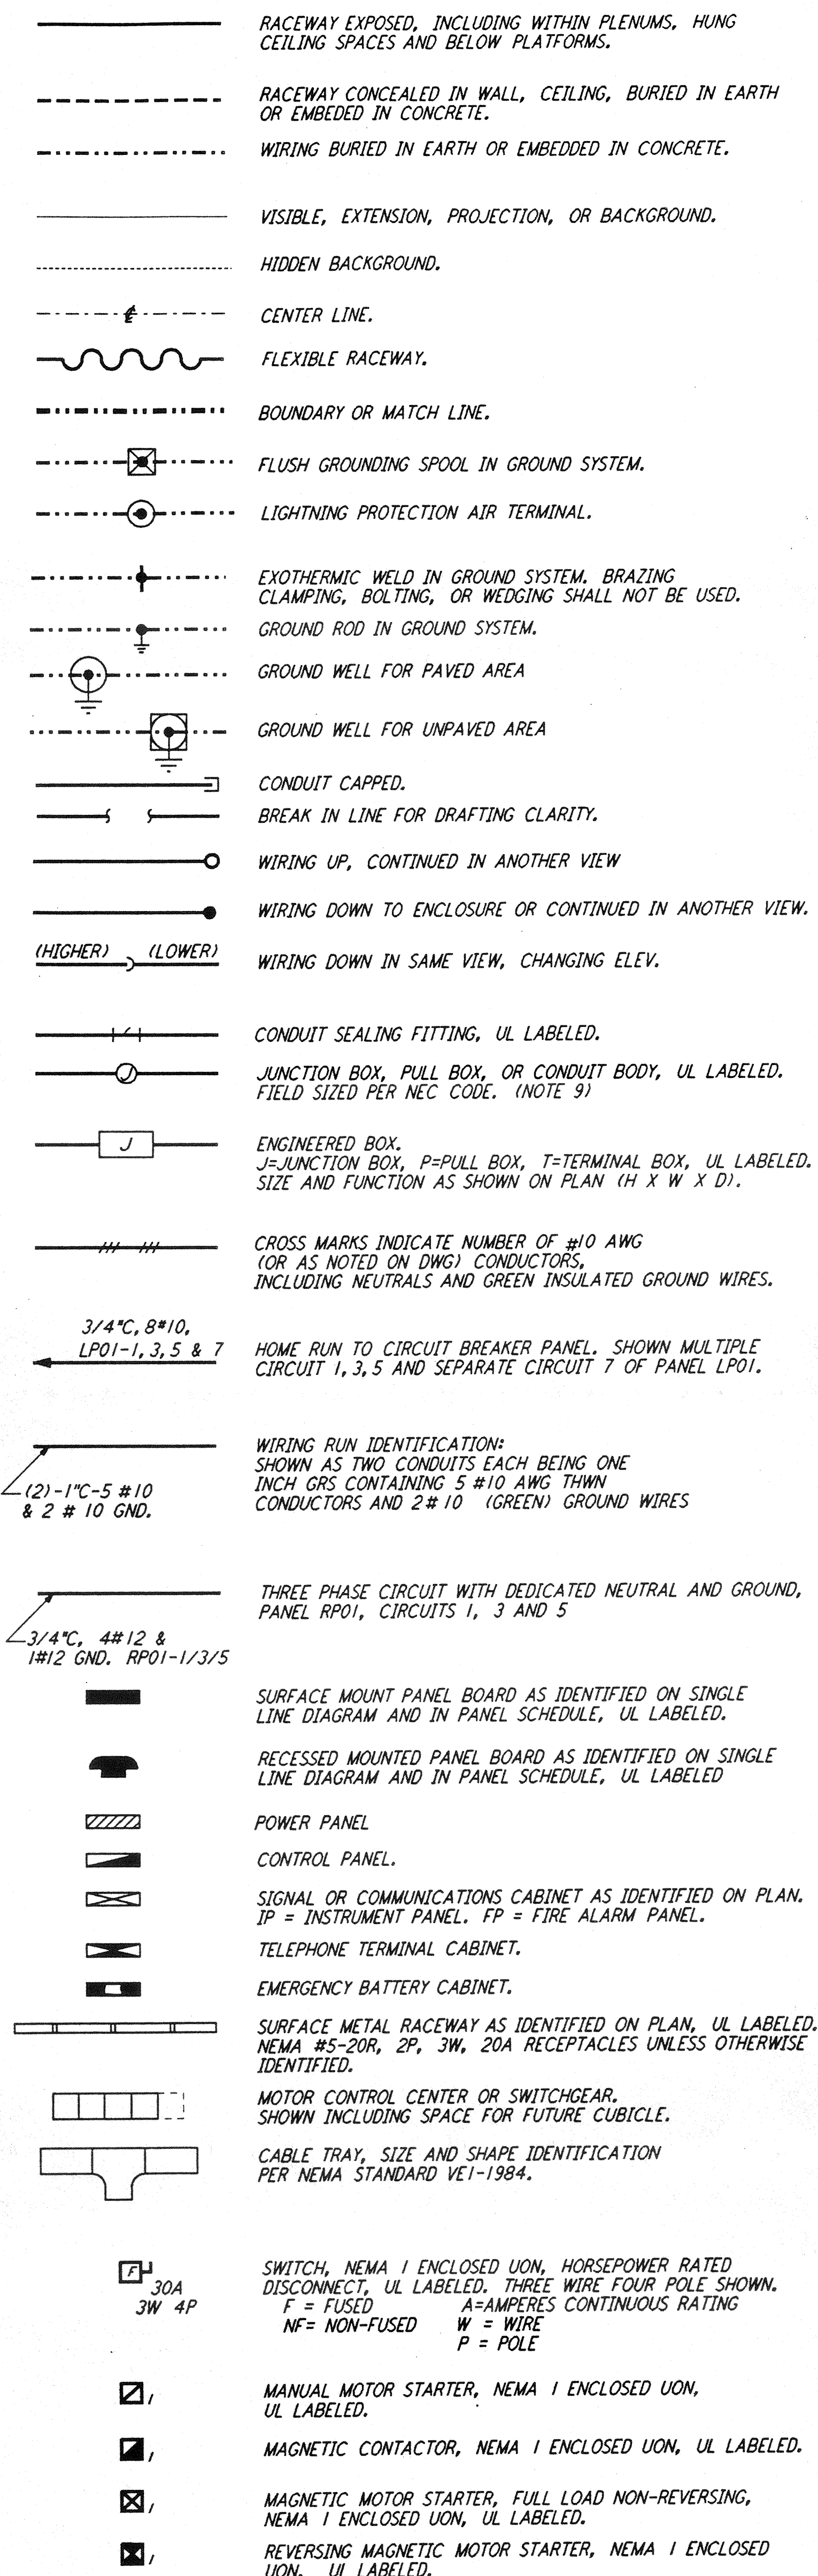 RACEWAY EXPOSED, INCLUDING WITHIN PLENUMS, HUNG
CEILING SPACES AND BELOW PLATFORMS.
RACEWAY CONCEALED IN WALL, CEILING, BURIED IN EARTH
OR EMBEDED IN CONCRETE.
WIRING BURIED IN EARTH OR EMBEDDED IN CONCRETE.
VISIBLE, EXTENSION, PROJECTION, OR BACKGROUND.
HIDDEN BACKGROUND.
CENTER LINE.
FLEXIBLE RACEWAY.
BOUNDARY OR MATCH LINE.
FLUSH GROUNDING SPOOL IN GROUND SYSTEM.
LIGHTNING PROTECTION AIR TERMINAL.
EXOTHERMIC WELD IN GROUND SYSTEM. BRAZING
CLAMPING, BOLTING, OR WEDGING SHALL NOT BE USED.
GROUND ROD IN GROUND SYSTEM.
GROUND WELL FOR PAVED AREA
GROUND WELL FOR UNPAVED AREA
CONDUIT CAPPED.
BREAK IN LINE FOR DRAFTING CLARITY.
WIRING UP, CONTINUED IN ANOTHER VIEW
WIRING DOWN TO ENCLOSURE OR CONTINUED IN ANOTHER VIEW.
(HIGHER) (LOWER)
WIRING DOWN IN SAME VIEW, CHANGING ELEV.
CONDUIT SEALING FITTING, UL LABELED.
J
JUNCTION BOX, PULL BOX, OR CONDUIT BODY, UL LABELED.
FIELD SIZED PER NEC CODE. (NOTE 9)
J
ENGINEERED BOX.
J=JUNCTION BOX, P=PULL BOX, T=TERMINAL BOX, UL LABELED.
SIZE AND FUNCTION AS SHOWN ON PLAN (H X W X D).
CROSS MARKS INDICATE NUMBER OF #10 AWG
(OR AS NOTED ON DWG) CONDUCTORS,
INCLUDING NEUTRALS AND GREEN INSULATED GROUND WIRES.
3/4"C, 8#10,
LP01-1, 3, 5 & 7
HOME RUN TO CIRCUIT BREAKER PANEL. SHOWN MULTIPLE
CIRCUIT 1, 3, 5 AND SEPARATE CIRCUIT 7 OF PANEL LP01.
(2)-1"C-5 #10
& 2 # 10 GND.
WIRING RUN IDENTIFICATION:
SHOWN AS TWO CONDUITS EACH BEING ONE
INCH GRS CONTAINING 5 #10 AWG THWN
CONDUCTORS AND 2# 10 (GREEN) GROUND WIRES
3/4"C, 4#12 &
1#12 GND. RP01-1/3/5
THREE PHASE CIRCUIT WITH DEDICATED NEUTRAL AND GROUND,
PANEL RP01, CIRCUITS 1, 3 AND 5
SURFACE MOUNT PANEL BOARD AS IDENTIFIED ON SINGLE
LINE DIAGRAM AND IN PANEL SCHEDULE, UL LABELED.
RECESSED MOUNTED PANEL BOARD AS IDENTIFIED ON SINGLE
LINE DIAGRAM AND IN PANEL SCHEDULE, UL LABELED
POWER PANEL
CONTROL PANEL.
SIGNAL OR COMMUNICATIONS CABINET AS IDENTIFIED ON PLAN.
IP = INSTRUMENT PANEL. FP = FIRE ALARM PANEL.
TELEPHONE TERMINAL CABINET.
EMERGENCY BATTERY CABINET.
SURFACE METAL RACEWAY AS IDENTIFIED ON PLAN, UL LABELED.
NEMA #5-20R, 2P, 3W, 20A RECEPTACLES UNLESS OTHERWISE
IDENTIFIED.
MOTOR CONTROL CENTER OR SWITCHGEAR.
SHOWN INCLUDING SPACE FOR FUTURE CUBICLE.
CABLE TRAY, SIZE AND SHAPE IDENTIFICATION
PER NEMA STANDARD VE1-1984.
F
30A
3W 4P
SWITCH, NEMA 1 ENCLOSED UON, HORSEPOWER RATED
DISCONNECT, UL LABELED. THREE WIRE FOUR POLE SHOWN.
F = FUSED A=AMPERES CONTINUOUS RATING
NF= NON-FUSED W = WIRE
P = POLE
1
MANUAL MOTOR STARTER, NEMA 1 ENCLOSED UON,
UL LABELED.
1
MAGNETIC CONTACTOR, NEMA 1 ENCLOSED UON, UL LABELED.
1
MAGNETIC MOTOR STARTER, FULL LOAD NON-REVERSING,
NEMA 1 ENCLOSED UON, UL LABELED.
1
REVERSING MAGNETIC MOTOR STARTER, NEMA 1 ENCLOSED
UON, UL LABELED.